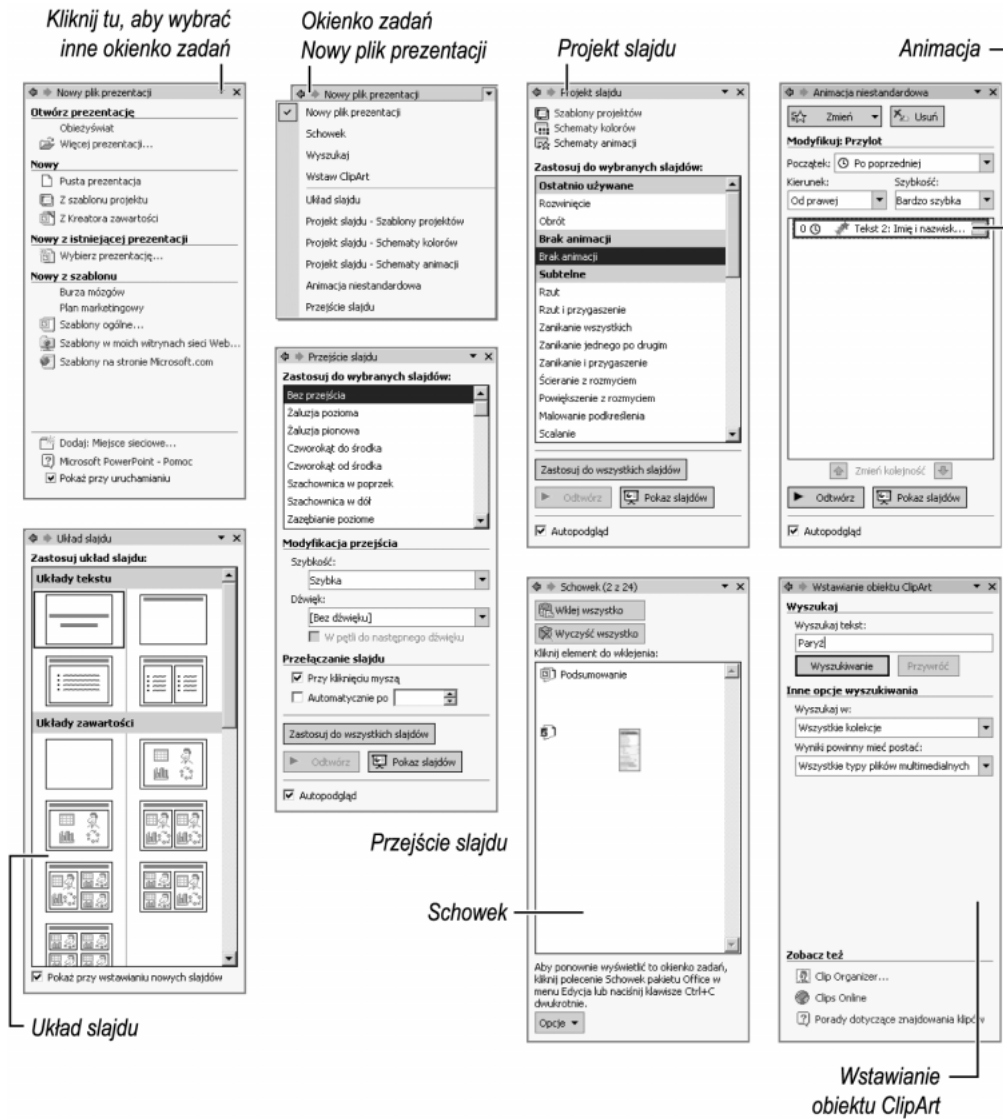 Kliknij tu, aby wybrać
inne okienko zadań
Okienko zadań
Nowy plik prezentacji
Projekt slajdu
Animacja
Nowy plik prezentacji
Otwórz prezentację
Obieżyświat
Więcej prezentacji...
Nowy
Pusta prezentacja
Z szablonu projektu
Z Kreatora zawartości
Nowy z istniejącej prezentacji
Wybierz prezentację...
Nowy z szablonu
Burza mózgów
Plan marketingowy
Szablony ogólne...
Szablony w moich witrynach sieci Web...
Szablony na stronie Microsoft.com
Dodaj: Miejsce sieciowe...
Microsoft PowerPoint - Pomoc
Pokaż przy uruchamianiu
Nowy plik prezentacji
Nowy plik prezentacji
Schowek
Wyszukaj
Wstaw ClipArt
Układ slajdu
Projekt slajdu - Szablony projektów
Projekt slajdu - Schematy kolorów
Projekt slajdu - Schematy animacji
Animacja niestandardowa
Przejście slajdu
Projekt slajdu
Szablony projektów
Schematy kolorów
Schematy animacji
Zastosuj do wybranych slajdów:
Ostatnio używane
Rozwinięcie
Obrót
Brak animacji
Brak animacji
Subtelne
Rzut
Rzut i przygaszenie
Zanikanie wszystkich
Zanikanie jednego po drugim
Zanikanie i przygaszenie
Ścieranie z rozmyciem
Powiększenie z rozmyciem
Malowanie podkreślenia
Scalanie
Zastosuj do wszystkich slajdów
Odtwórz Pokaz slajdów
Autopodgląd
Animacja niestandardowa
Zmień Usuń
Modyfikuj: Przylot
Początek: Po poprzedniej
Kierunek: Szybkość:
Od prawej Bardzo szybka
0 Tekst 2: Imię i nazwisk...
Zmień kolejność
Odtwórz Pokaz slajdów
Autopodgląd
Przejście slajdu
Zastosuj do wybranych slajdów:
Bez przejścia
Żaluzja pozioma
Żaluzja pionowa
Czworokąt do środka
Czworokąt od środka
Szachownica w poprzek
Szachownica w dół
Zazębianie poziome
Modyfikacja przejścia
Szybkość:
Szybka
Dźwięk:
[Bez dźwięku]
W pętli do następnego dźwięku
Przełączanie slajdu
Przy kliknięciu myszą
Automatycznie po
Zastosuj do wszystkich slajdów
Odtwórz Pokaz slajdów
Autopodgląd
Przejście slajdu
Układ slajdu
Zastosuj układ slajdu:
Układy tekstu
Układy zawartości
Pokaż przy wstawianiu nowych slajdów
Układ slajdu
Schowek (2 z 24)
Wklej wszystko
Wyczyść wszystko
Kliknij element do wklejenia:
Podsumowanie
Schowek
Aby ponownie wyświetlić to okienko zadań,
kliknij polecenie Schowek pakietu Office w
menu Edycja lub naciśnij klawisze Ctrl+C
dwukrotnie.
Opcje
Wstawianie obiektu ClipArt
Wyszukaj
Wyszukaj tekst:
Paryż
Wyszukiwanie Przywróć
Inne opcje wyszukiwania
Wyszukaj w:
Wszystkie kolekcje
Wyniki powinny mieć postać:
Wszystkie typy plików multimedialnych
Zobacz też
Clip Organizer...
Clips Online
Porady dotyczące znajdowania klipów
Wstawianie
obiektu ClipArt